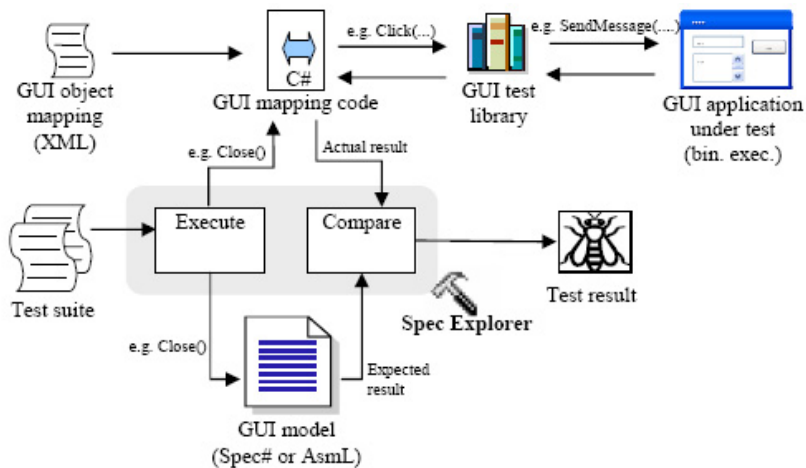 e.g. Click(...)
e.g. SendMessage(....)
....
...
...
...
C#
GUI object
mapping
(XML)
GUI mapping code
GUI test
library
GUI application
under test
(bin. exec.)
e.g. Close()
Actual result
Execute
Compare
Test suite
Test result
Spec Explorer
e.g. Close()
Expected
result
GUI model
(Spec# or AsmL)